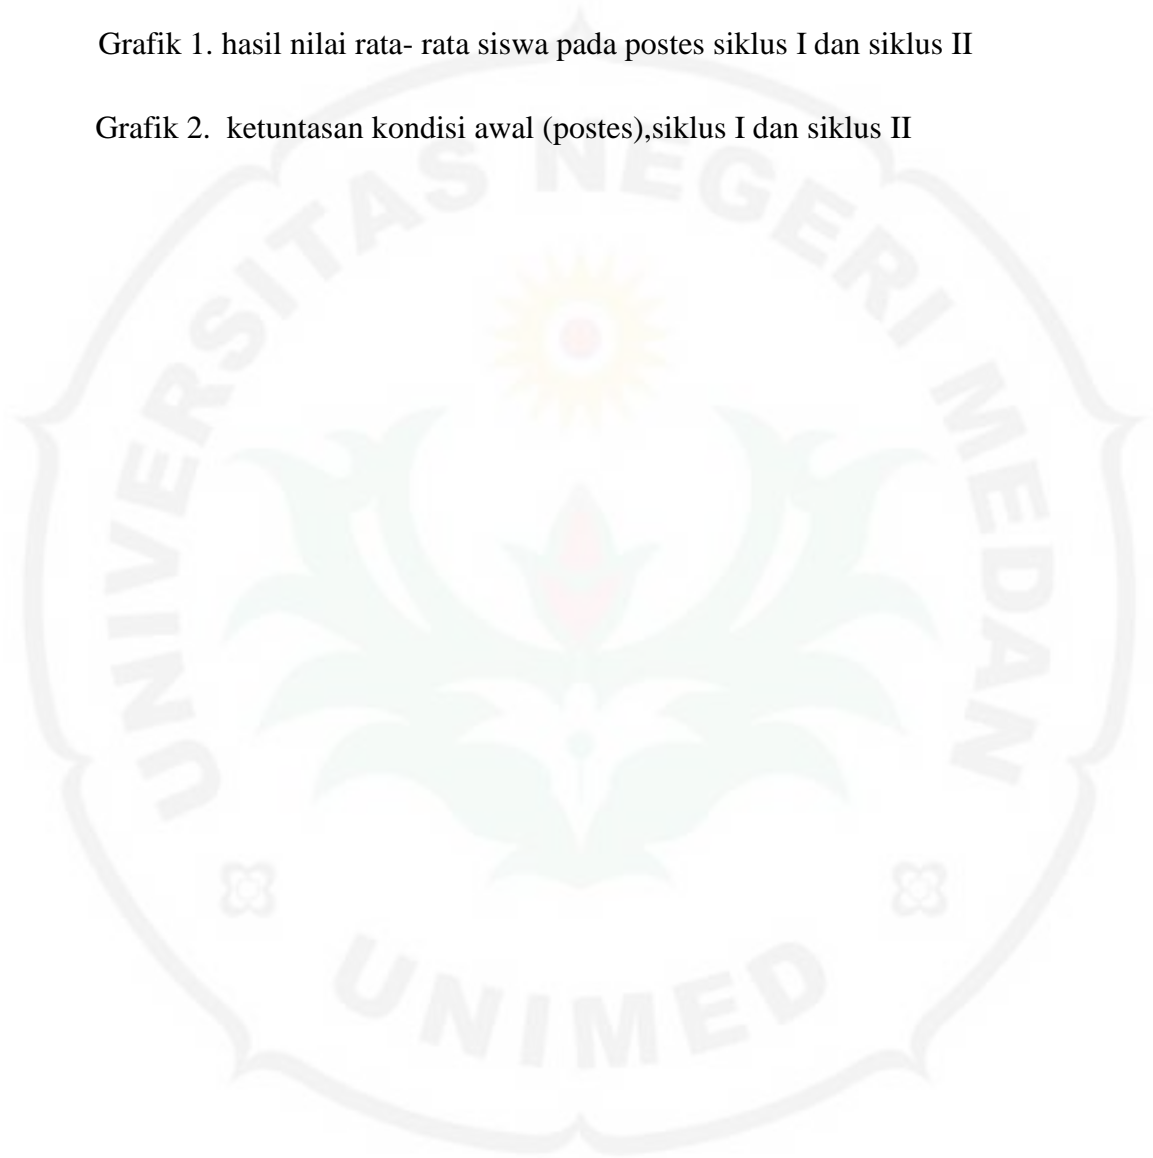 Grafik 1. hasil nilai rata- rata siswa pada postes siklus I dan siklus II
Grafik 2.  ketuntasan kondisi awal (postes),siklus I dan siklus II
UNIVERSITAS NEGERI MEDAN
UNIMED